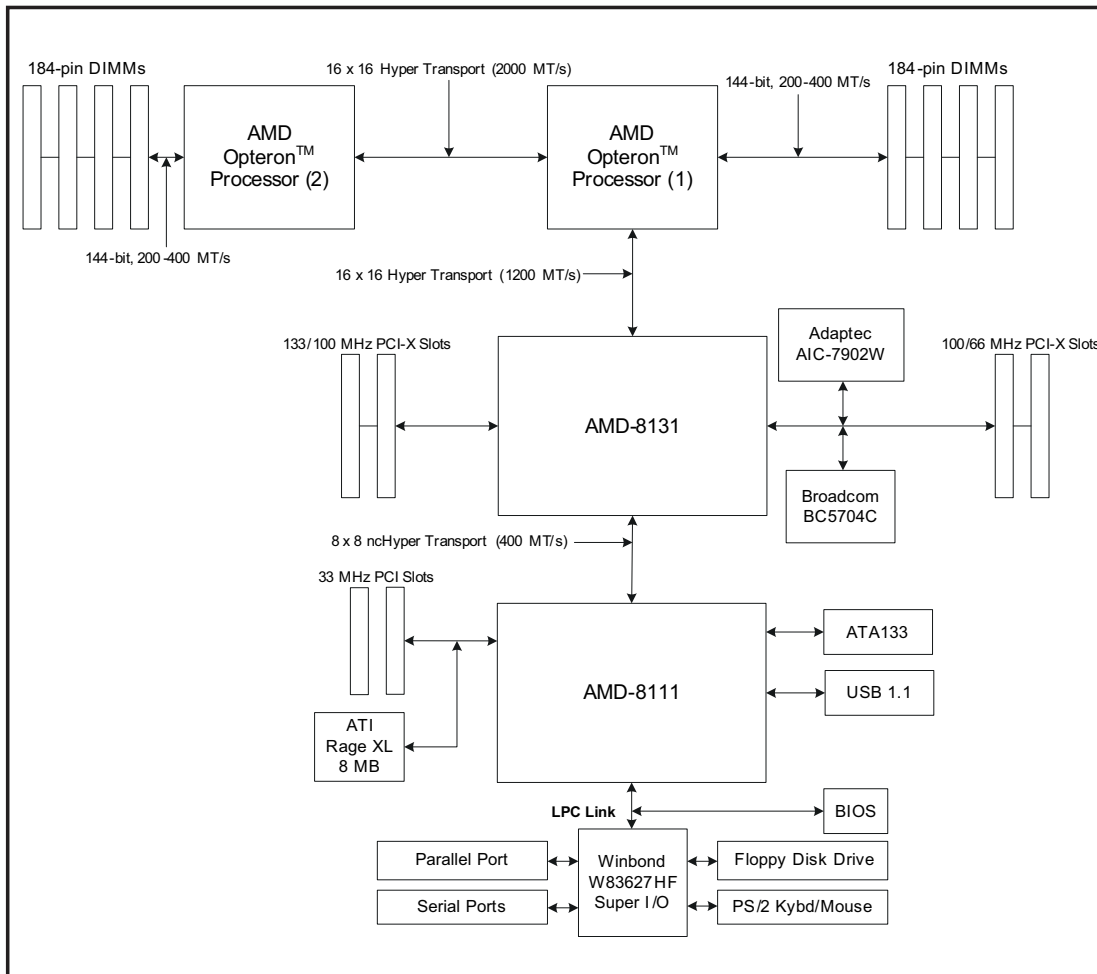 184-pin DIMMs
16 x 16 Hyper Transport (2000 MT/s)
144-bit, 200-400 MT/s
184-pin DIMMs
AMD
Opteron™
Processor (2)
AMD
Opteron™
Processor (1)
144-bit, 200-400 MT/s
16 x 16 Hyper Transport (1200 MT/s)
133/100 MHz PCI-X Slots
AMD-8131
Adaptec
AIC-7902W
100/66 MHz PCI-X Slots
Broadcom
BC5704C
8 x 8 ncHyper Transport (400 MT/s)
33 MHz PCI Slots
AMD-8111
ATA133
USB 1.1
ATI
Rage XL
8 MB
LPC Link
BIOS
Parallel Port
Serial Ports
Winbond
W83627HF
Super I/O
Floppy Disk Drive
PS/2 Kybd/Mouse